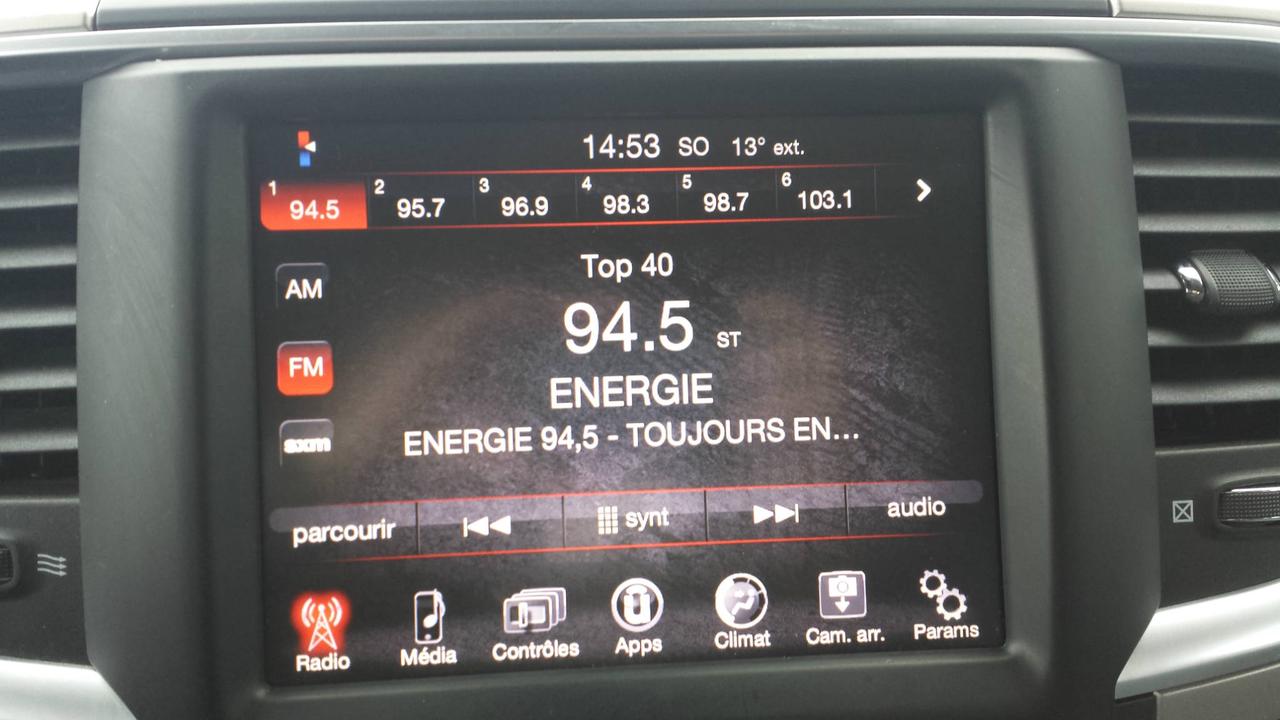 14:53 SO 13° ext.
1 94.5 2 95.7 3 96.9 4 98.3 5 98.7 6 103.1
Top 40
AM
94.5 ST
FM
ENERGIE
sxm ENERGIE 94,5 - TOUJOURS EN...
parcourir synt audio
Radio Média Contrôles Apps Climat Cam. arr. Params